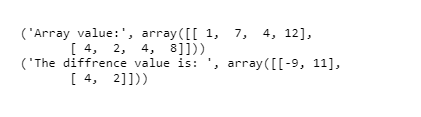 ('Array value:', array([[ 1,  7,  4, 12],
       [ 4,  2,  4,  8]]))
('The diffrence value is: ', array([[-9, 11],
       [ 4,  2]]))